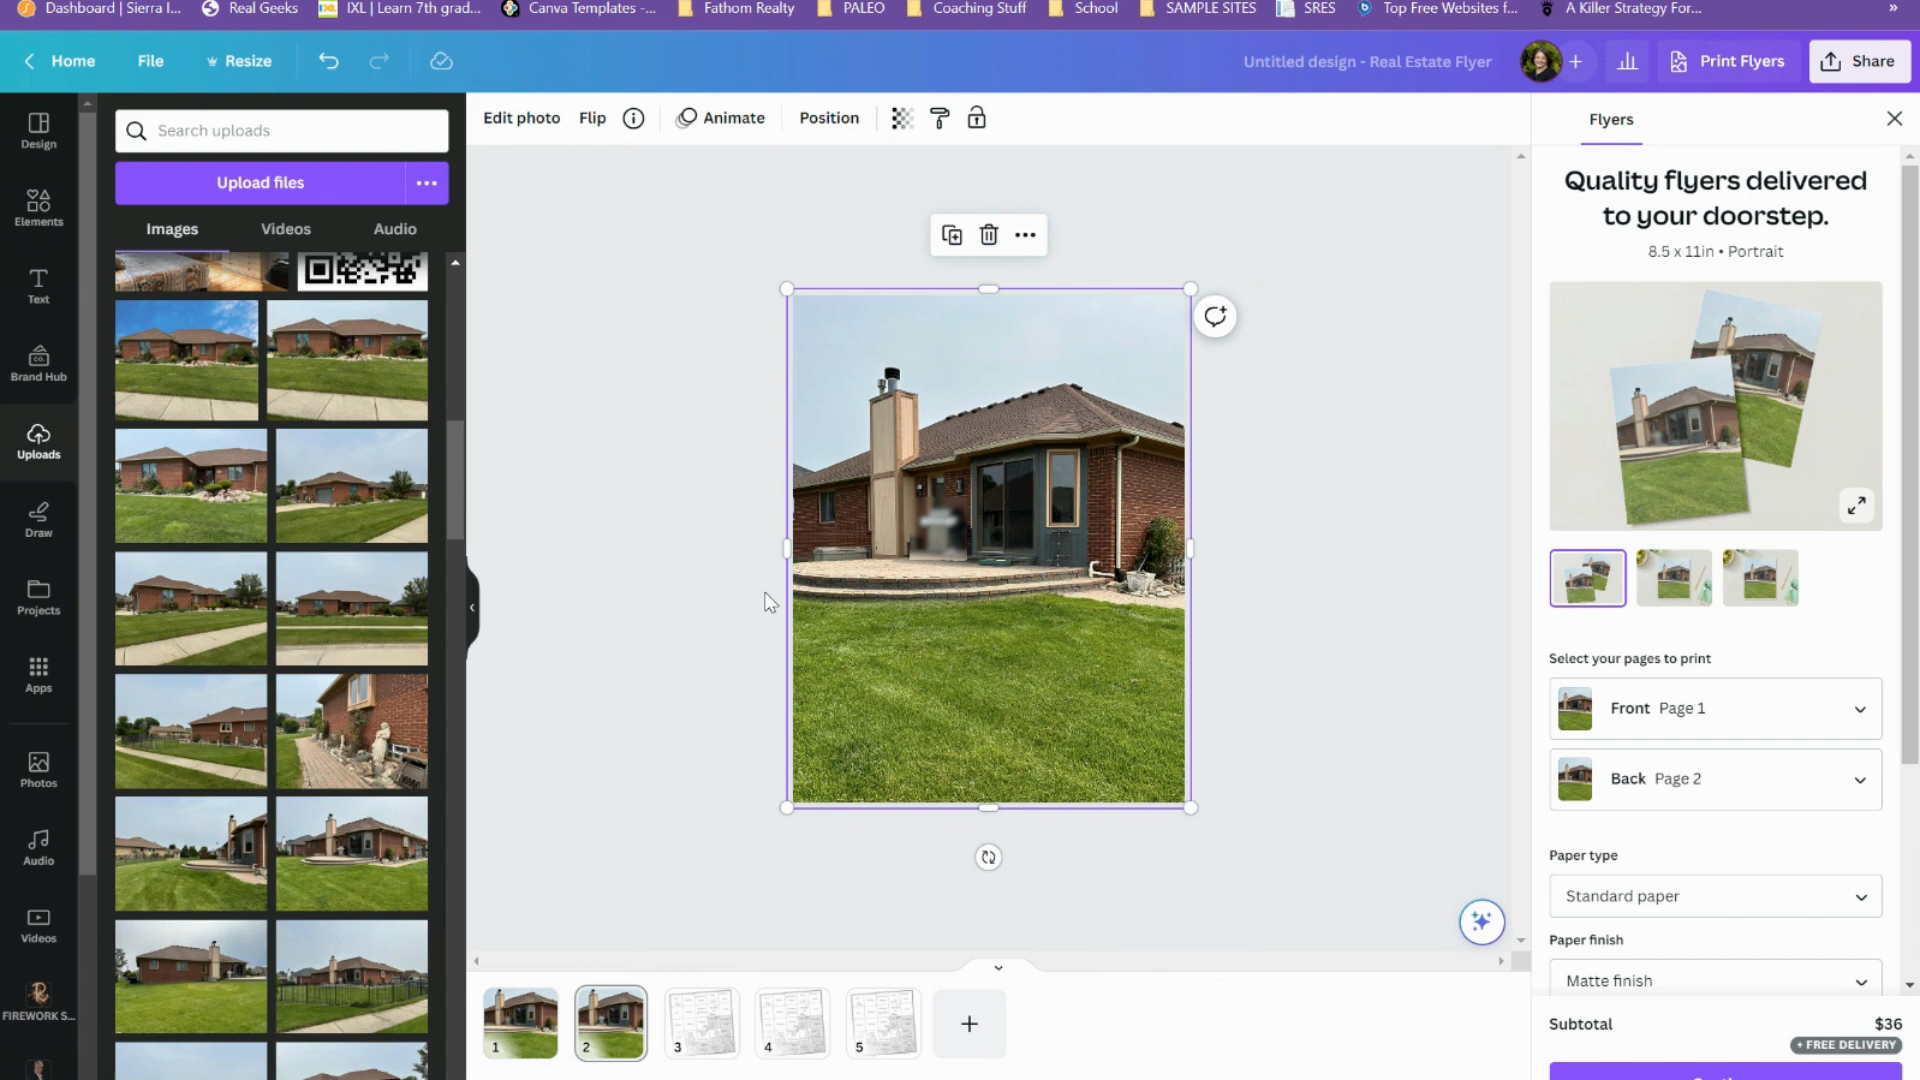 Dashboard | Sierra I...
Real Geeks
IXL | Learn 7th grad...
Canva Templates -...
Fathom Realty
PALEO
Coaching Stuff
School
SAMPLE SITES
SRES
Top Free Websites f...
A Killer Strategy For...
»
Home
File
Resize
Untitled design - Real Estate Flyer
Print Flyers
Share
Design
Elements
Text
CO.
Brand Hub
Uploads
Draw
Projects
Apps
Photos
Audio
Videos
FIREWORK S...
Search uploads
Upload files
Images
Videos
Audio
Edit photo
Flip
Animate
Position
1
2
3
4
5
Flyers
Quality flyers delivered
to your doorstep.
8.5 x 11in • Portrait
Select your pages to print
Front Page 1
Back Page 2
Paper type
Standard paper
Paper finish
Matte finish
Subtotal
$36
+ FREE DELIVERY